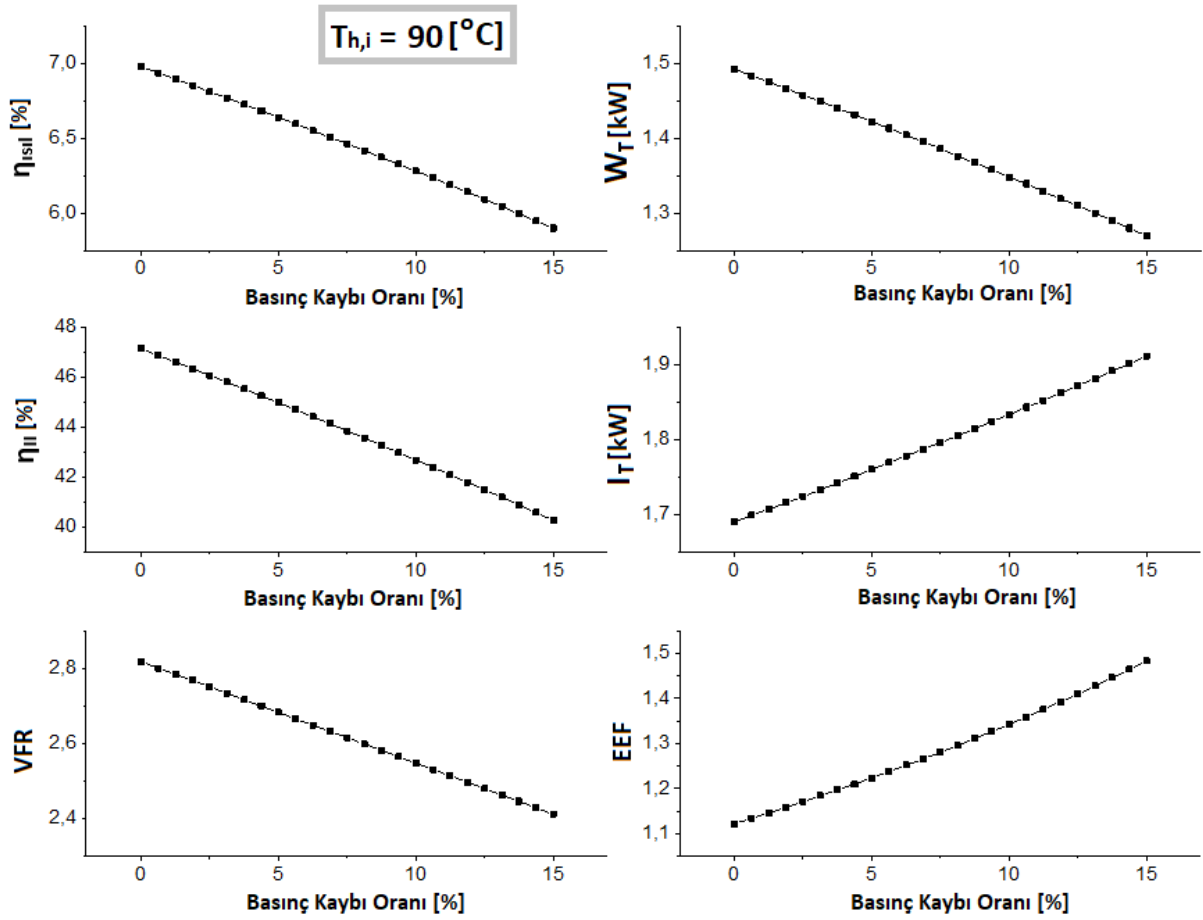 T h,i = 90 [°C]
ηısıl [%]
7,0
6,5
6,0
0 5 10 15
Basınç Kaybı Oranı [%]
W T [kW]
1,5
1,4
1,3
0 5 10 15
Basınç Kaybı Oranı [%]
ηII [%]
48
46
44
42
40
0 5 10 15
Basınç Kaybı Oranı [%]
I T [kW]
1,9
1,8
1,7
0 5 10 15
Basınç Kaybı Oranı [%]
VFR
2,8
2,6
2,4
0 5 10 15
Basınç Kaybı Oranı [%]
EEF
1,5
1,4
1,3
1,2
1,1
0 5 10 15
Basınç Kaybı Oranı [%]